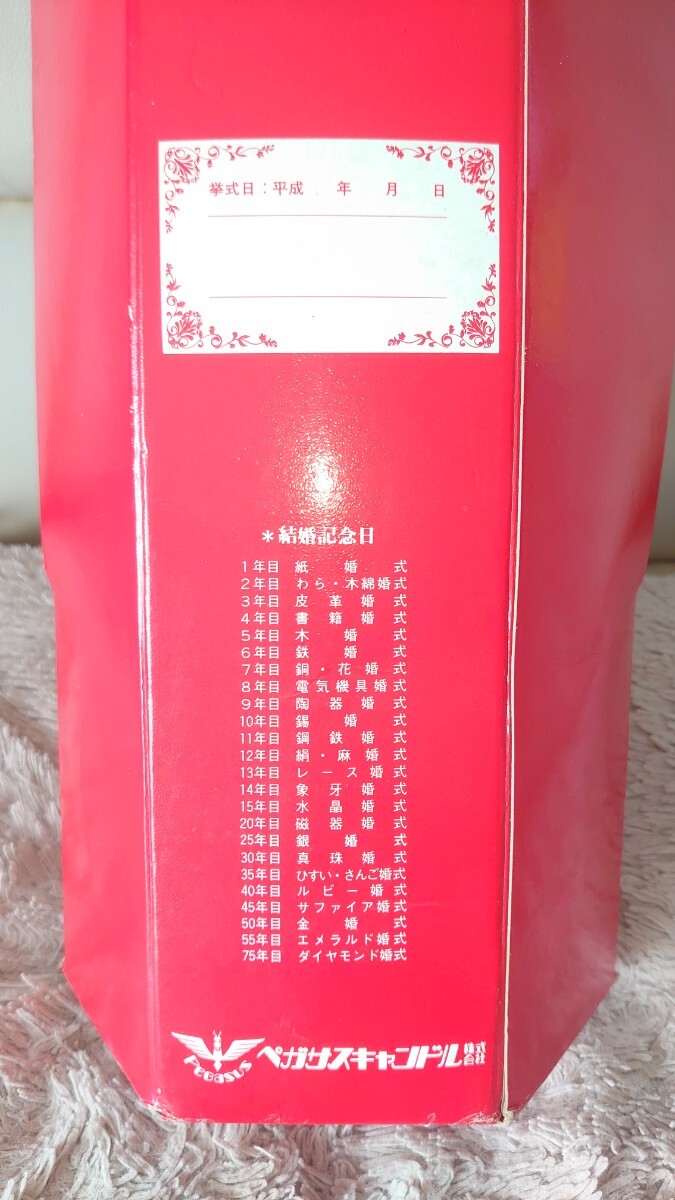 挙式日：平成　年　月　日
＊結婚記念日
1年目 紙婚式
2年目 わら・木綿婚式
3年目 皮革婚式
4年目 書籍婚式
5年目 木婚式
6年目 鉄婚式
7年目 銅・花婚式
8年目 電気機具婚式
9年目 陶器婚式
10年目 錫婚式
11年目 鋼鉄婚式
12年目 絹・麻婚式
13年目 レース婚式
14年目 象牙婚式
15年目 水晶婚式
20年目 磁器婚式
25年目 銀婚式
30年目 真珠婚式
35年目 ひすい・さんご婚式
40年目 ルビー婚式
45年目 サファイア婚式
50年目 金婚式
55年目 エメラルド婚式
75年目 ダイヤモンド婚式
PEGASUS ペガサスキャンドル株式会社